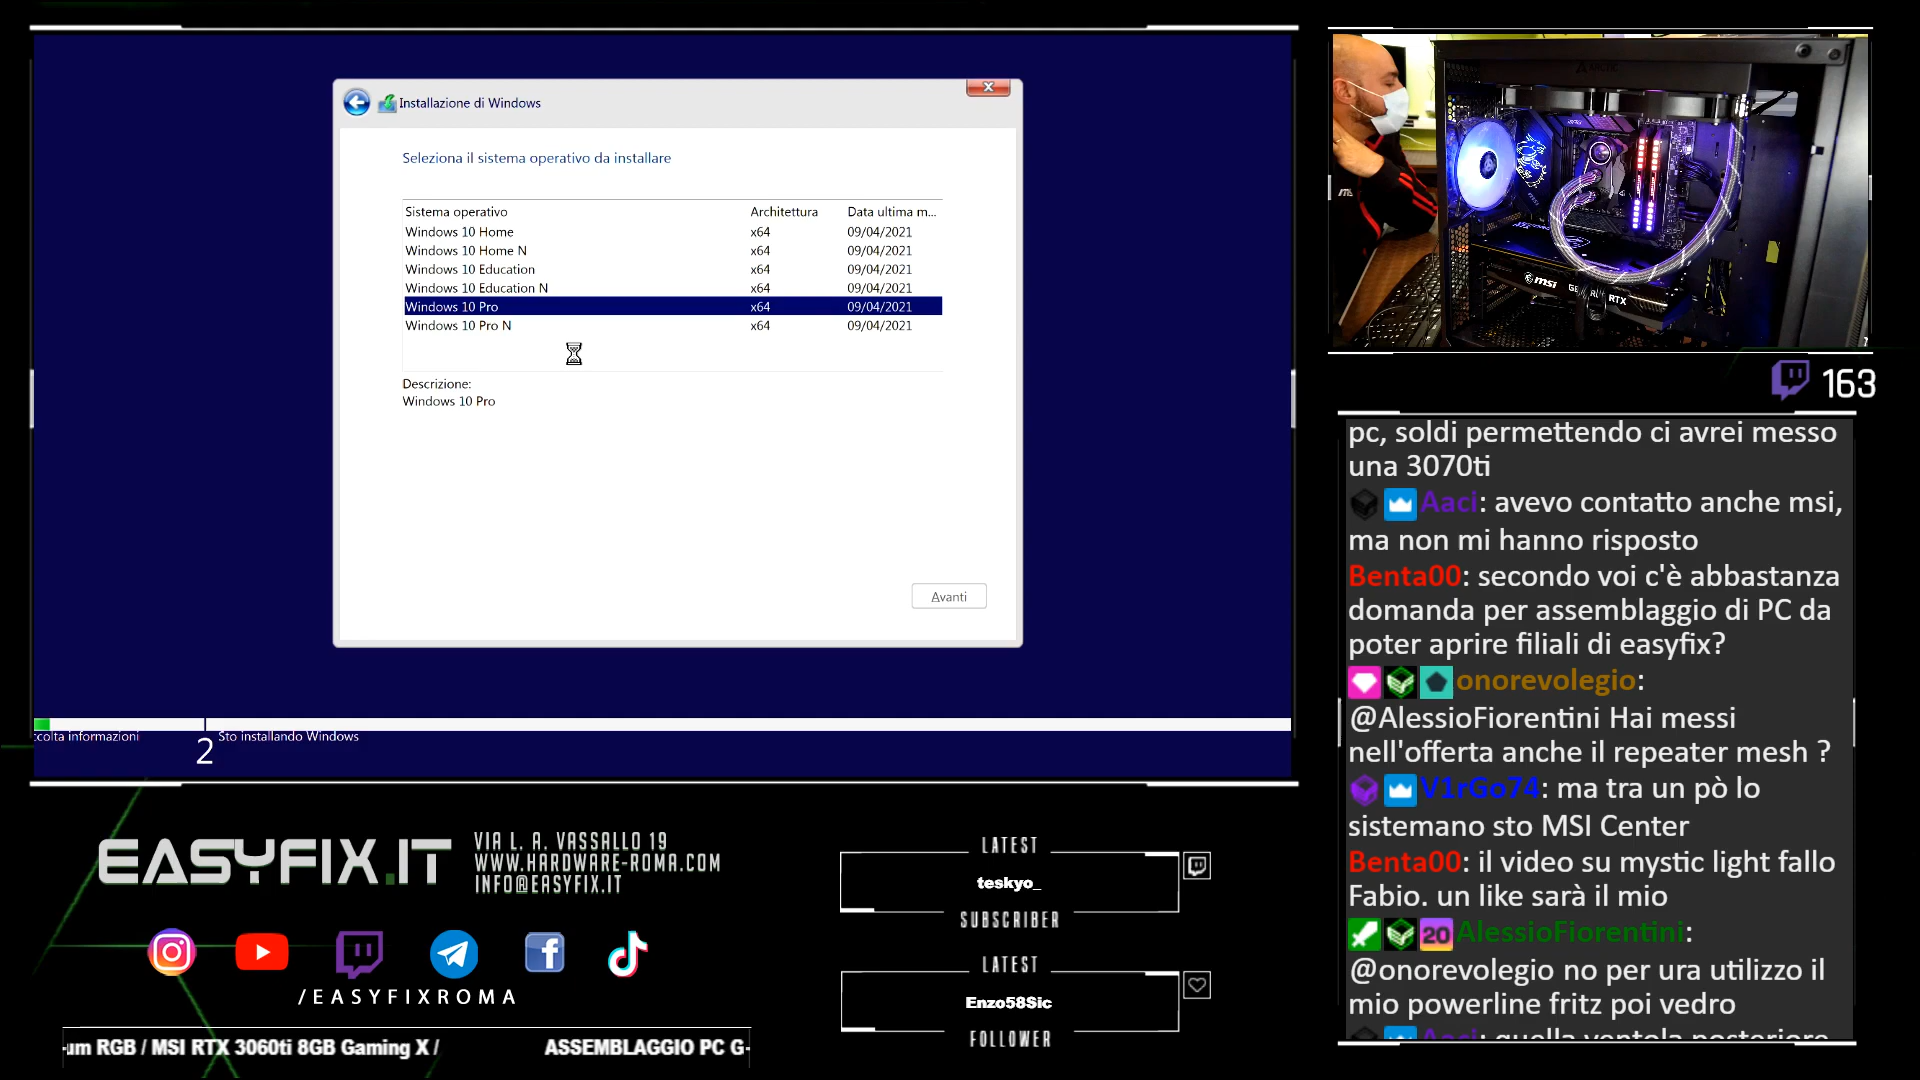 Installazione di Windows
Seleziona il sistema operativo da installare
Sistema operativo Architettura Data ultima m...
Windows 10 Home x64 09/04/2021
Windows 10 Home N x64 09/04/2021
Windows 10 Education x64 09/04/2021
Windows 10 Education N x64 09/04/2021
Windows 10 Pro x64 09/04/2021
Windows 10 Pro N x64 09/04/2021
Descrizione:
Windows 10 Pro
Avanti
colta informazioni
2 Sto installando Windows
ARCTIC
msi
RTX
163
pc, soldi permettendo ci avrei messo
una 3070ti
Aaci: avevo contatto anche msi,
ma non mi hanno risposto
Benta00: secondo voi c'è abbastanza
domanda per assemblaggio di PC da
poter aprire filiali di easyfix?
onorevolegio:
@AlessioFiorentini Hai messi
nell'offerta anche il repeater mesh ?
V1rGo74: ma tra un pò lo
sistemano sto MSI Center
Benta00: il video su mystic light fallo
Fabio. un like sarà il mio
20 AlessioFiorentini:
@onorevolegio no per ura utilizzo il
mio powerline fritz poi vedro
Aaci: quella ventola posteriore
EASYFIX.IT
VIA L. A. VASSALLO 19
WWW.HARDWARE-ROMA.COM
INFO@EASYFIX.IT
/EASYFIXROMA
LATEST
teskyo_
SUBSCRIBER
LATEST
Enzo58Sic
FOLLOWER
-um RGB / MSI RTX 3060ti 8GB Gaming X / ASSEMBLAGGIO PC G-